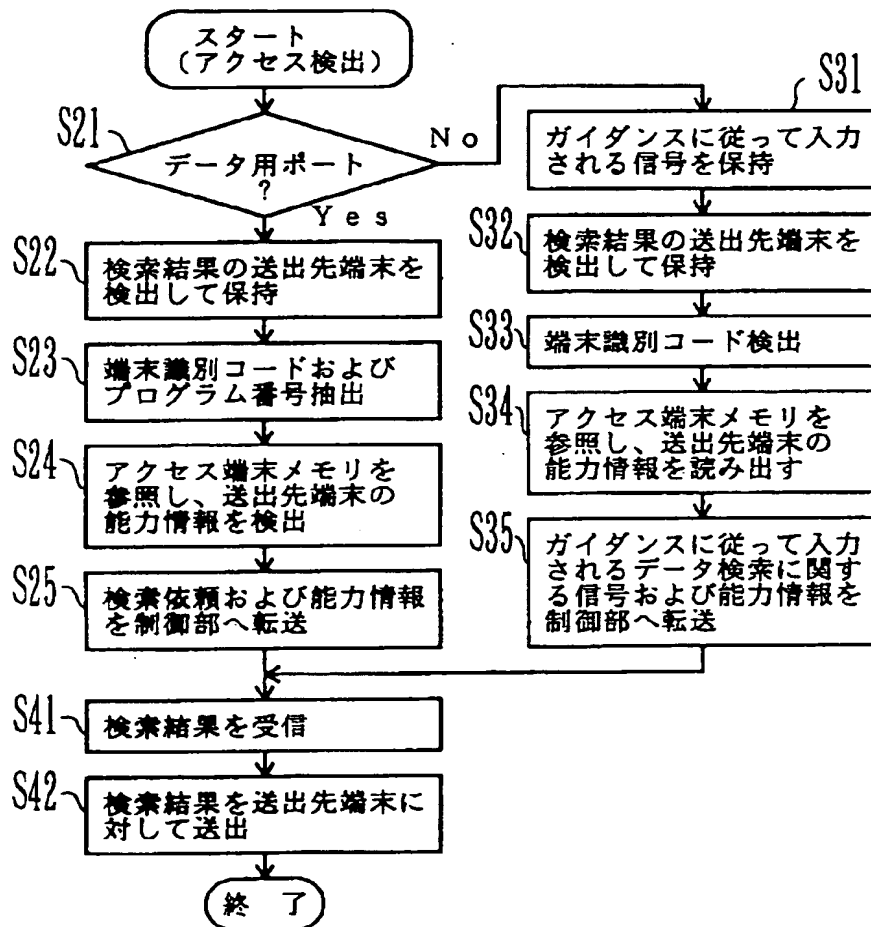 スタート
(アクセス検出)
S21
データ用ポート
?
No
Yes
S22
検索結果の送出先端末を
検出して保持
S23
端末識別コードおよび
プログラム番号抽出
S24
アクセス端末メモリを
参照し、送出先端末の
能力情報を検出
S25
検索依頼および能力情報
を制御部へ転送
S31
ガイダンスに従って入力
される信号を保持
S32
検索結果の送出先端末を
検出して保持
S33
端末識別コード検出
S34
アクセス端末メモリを
参照し、送出先端末の
能力情報を読み出す
S35
ガイダンスに従って入力
されるデータ検索に関す
る信号および能力情報を
制御部へ転送
S41
検索結果を受信
S42
検索結果を送出先端末に
対して送出
終了